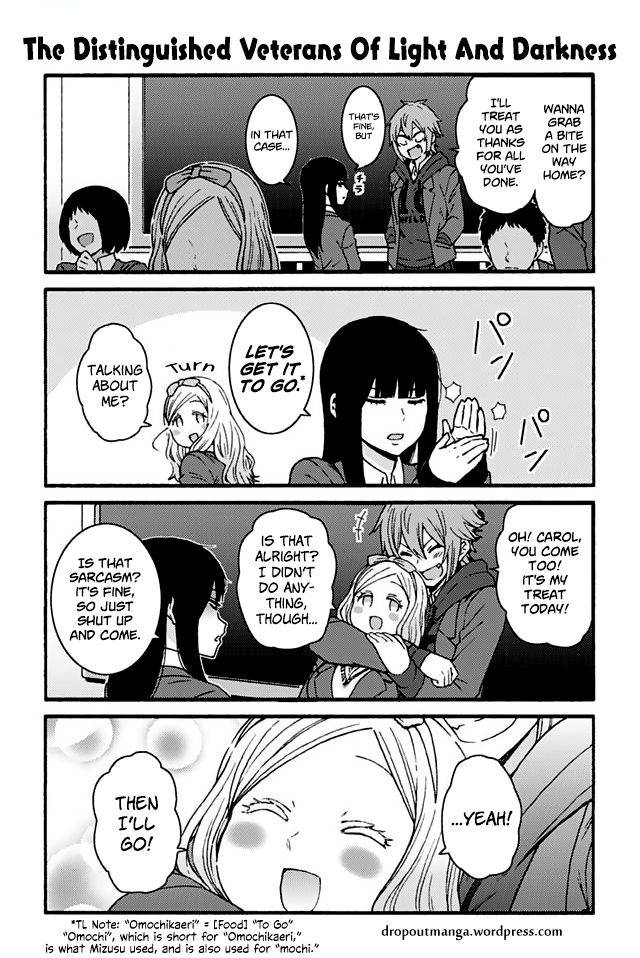 The Distinguished Veterans Of Light And Darkness
WANNA
GRAB
A BITE
ON THE
WAY
HOME?
I'LL
TREAT
YOU AS
THANKS
FOR ALL
YOU'VE
DONE.
THAT'S
FINE,
BUT
チラ
IN THAT
CASE...
WILD
パン
LET'S
GET IT
TO GO.*
Turn
TALKING
ABOUT
ME?
OH! CAROL,
YOU COME
TOO!
IT'S MY
TREAT
TODAY!
IS THAT
ALRIGHT?
I DIDN'T
DO ANY-
THING,
THOUGH...
IS THAT
SARCASM?
IT'S FINE,
SO JUST
SHUT UP
AND COME.
...YEAH!
THEN
I'LL
GO!
*TL Note: "Omochikaeri" = [Food] "To Go"
"Omochi", which is short for "Omochikaeri,"
is what Mizusu used, and is also used for "mochi."
dropoutmanga.wordpress.com